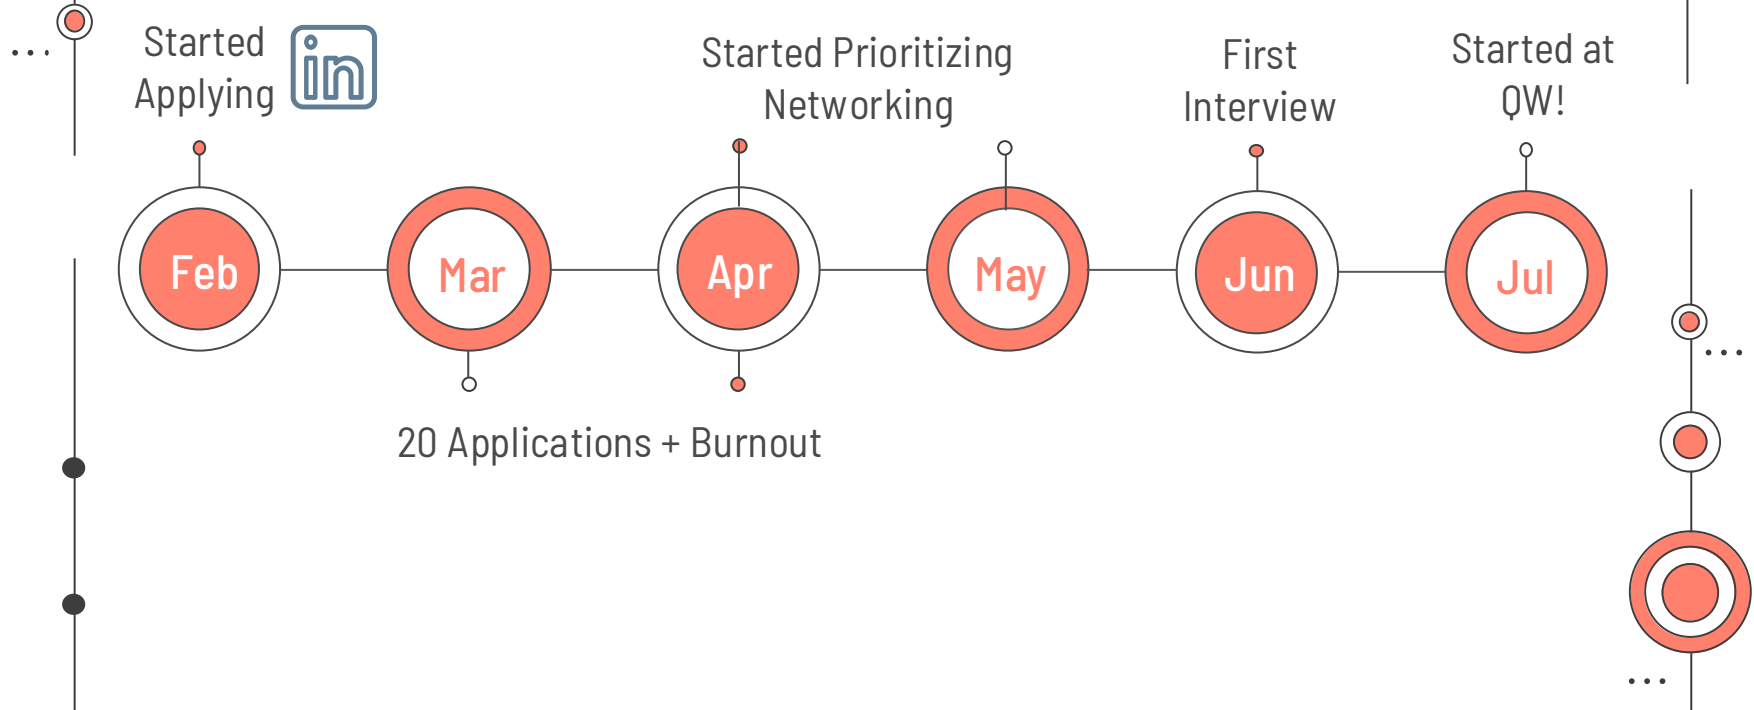 Started
Applying
in
Started Prioritizing
Networking
First
Interview
Started at
QW!
Feb
Mar
Apr
May
Jun
Jul
20 Applications + Burnout